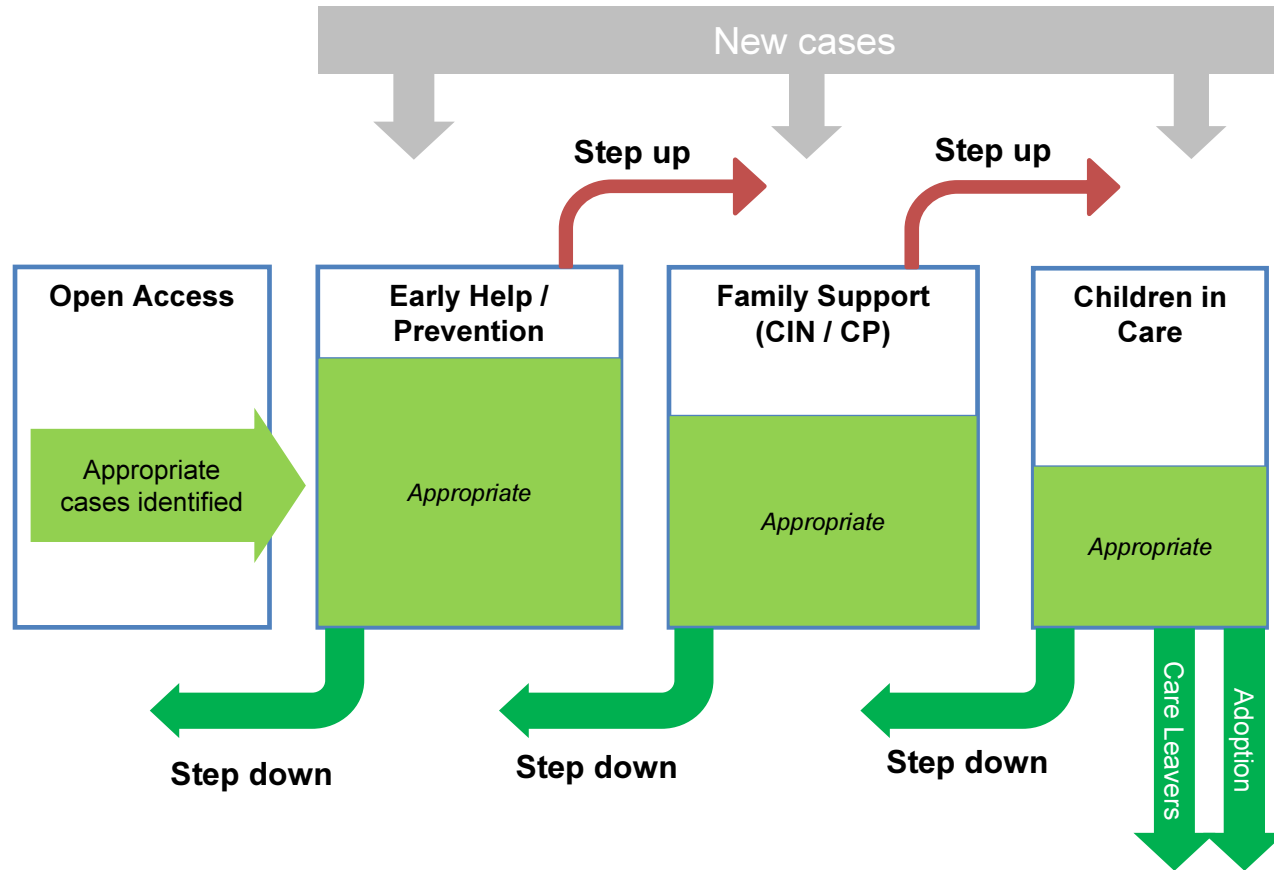 New cases
Step up
Step up
Open Access
Early Help /
Prevention
Family Support
(CIN / CP)
Children in
Care
Appropriate
cases identified
Appropriate
Appropriate
Appropriate
Step down
Step down
Step down
Care Leavers
Adoption